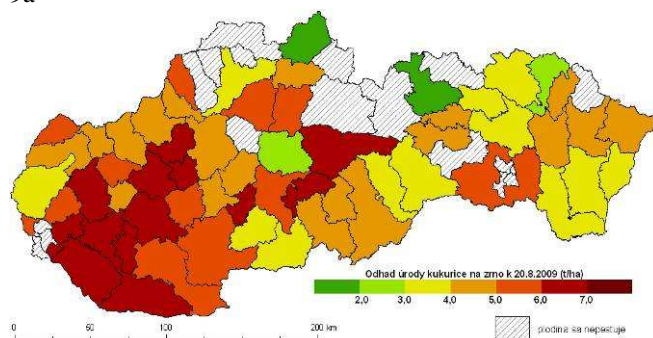 9a
Odhad úrody kukurice na zrno k 20.8.2009 (t/ha)
2,0 3,0 4,0 5,0 6,0 7,0
0 60 100 200 km
plodina sa nepestuje